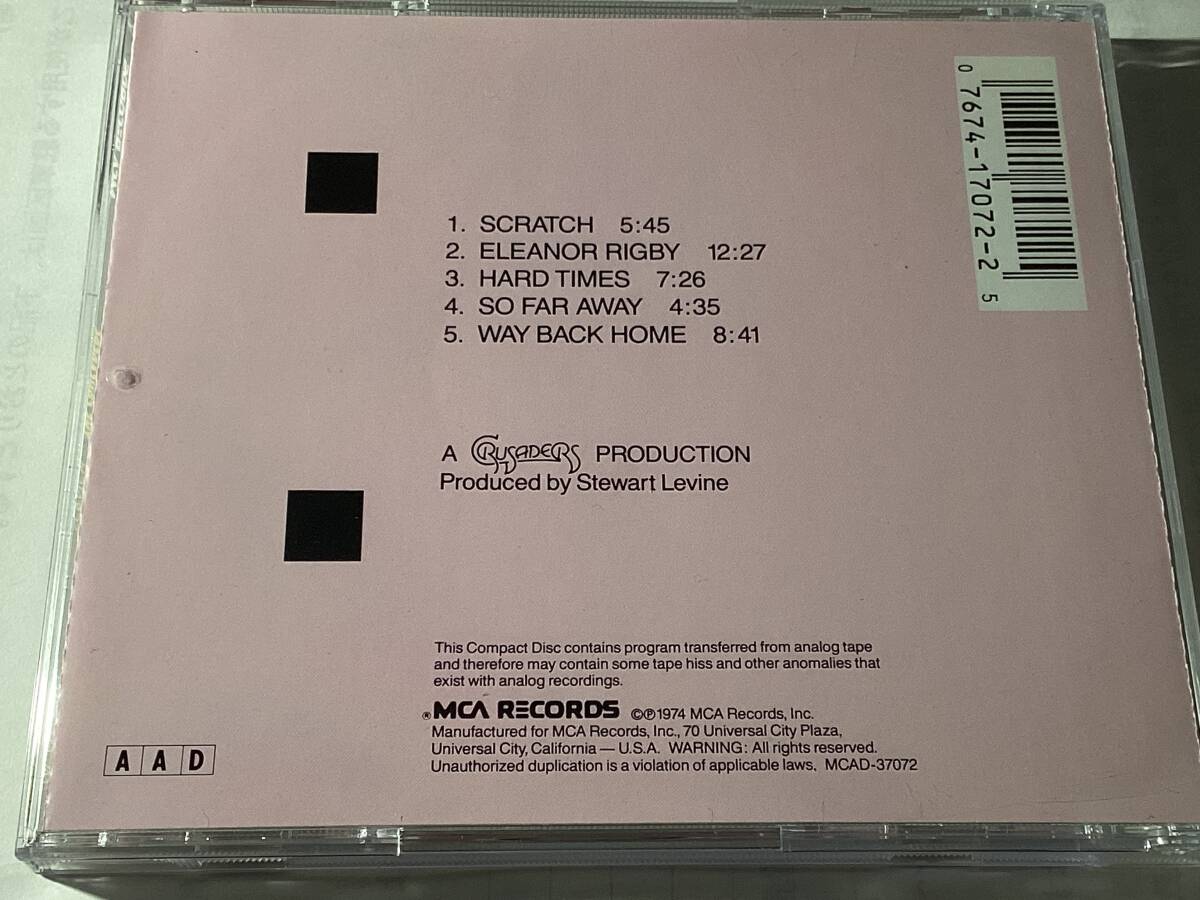 1. SCRATCH 5:45
2. ELEANOR RIGBY 12:27
3. HARD TIMES 7:26
4. SO FAR AWAY 4:35
5. WAY BACK HOME 8:41
A CRUSADERS PRODUCTION
Produced by Stewart Levine
This Compact Disc contains program transferred from analog tape
and therefore may contain some tape hiss and other anomalies that
exist with analog recordings.
® MCA RECORDS ©℗1974 MCA Records, Inc.
Manufactured for MCA Records, Inc., 70 Universal City Plaza,
Universal City, California — U.S.A. WARNING: All rights reserved.
Unauthorized duplication is a violation of applicable laws. MCAD-37072
A A D
0 7674-17072-2 5